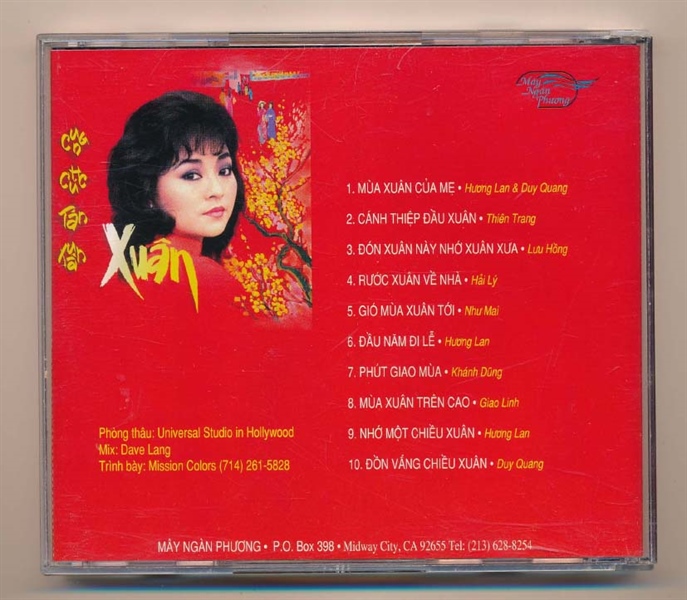 Mây
Ngàn
Phương
Xuân
1. MÙA XUÂN CỦA MẸ • Hương Lan & Duy Quang
2. CÁNH THIỆP ĐẦU XUÂN • Thiên Trang
3. ĐÓN XUÂN NÀY NHỚ XUÂN XƯA • Lưu Hồng
4. RƯỚC XUÂN VỀ NHÀ • Hải Lý
5. GIÓ MÙA XUÂN TỚI • Như Mai
6. ĐẦU NĂM ĐI LỄ • Hương Lan
7. PHÚT GIAO MÙA • Khánh Dũng
8. MÙA XUÂN TRÊN CAO • Giao Linh
9. NHỚ MỘT CHIỀU XUÂN • Hương Lan
10. ĐỒN VẮNG CHIỀU XUÂN • Duy Quang
Phòng thâu: Universal Studio in Hollywood
Mix: Dave Lang
Trình bày: Mission Colors (714) 261-5828
MÂY NGÀN PHƯƠNG • P.O. Box 398 • Midway City, CA 92655 Tel: (213) 628-8254